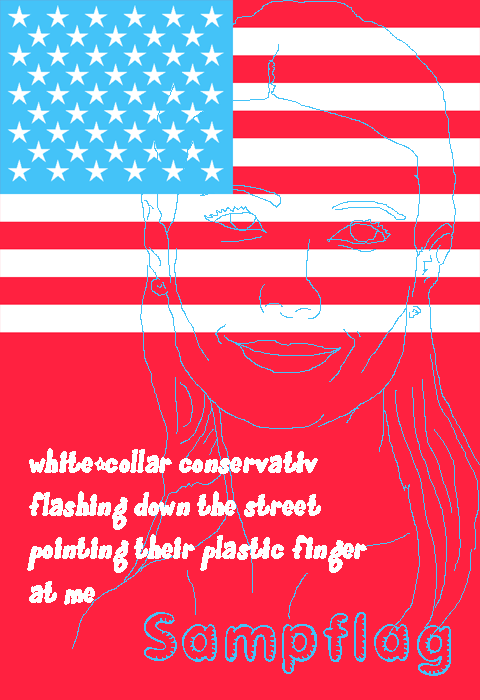 white☆collar conservativ
flashing down the street
pointing their plastic finger
at me
Sampflag